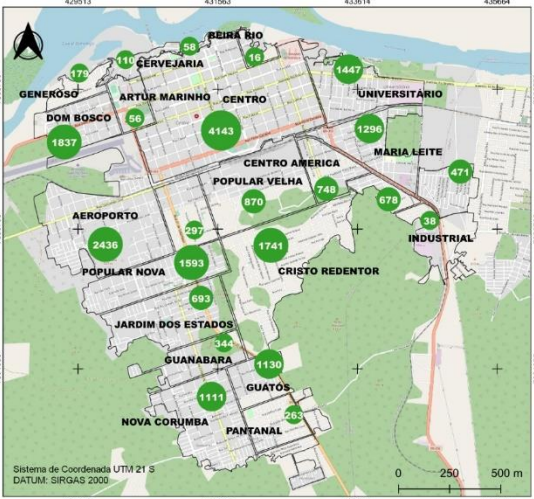 429513 431563 433614 435664
BEIRA RIO
58
110
16
CERVEJARIA
179
1447
GENEROSO
ARTUR MARINHO
CENTRO
UNIVERSITÁRIO
DOM BOSCO
56
4143
1296
1837
MARIA LEITE
CENTRO AMERICA
471
POPULAR VELHA
748
870
678
AEROPORTO
38
297
INDUSTRIAL
2436
1741
1593
POPULAR NOVA
CRISTO REDENTOR
693
JARDIM DOS ESTADOS
344
GUANABARA
1130
GUATÓS
1111
263
NOVA CORUMBA
PANTANAL
Sistema de Coordenada UTM 21 S
DATUM: SIRGAS 2000
0 250 500 m